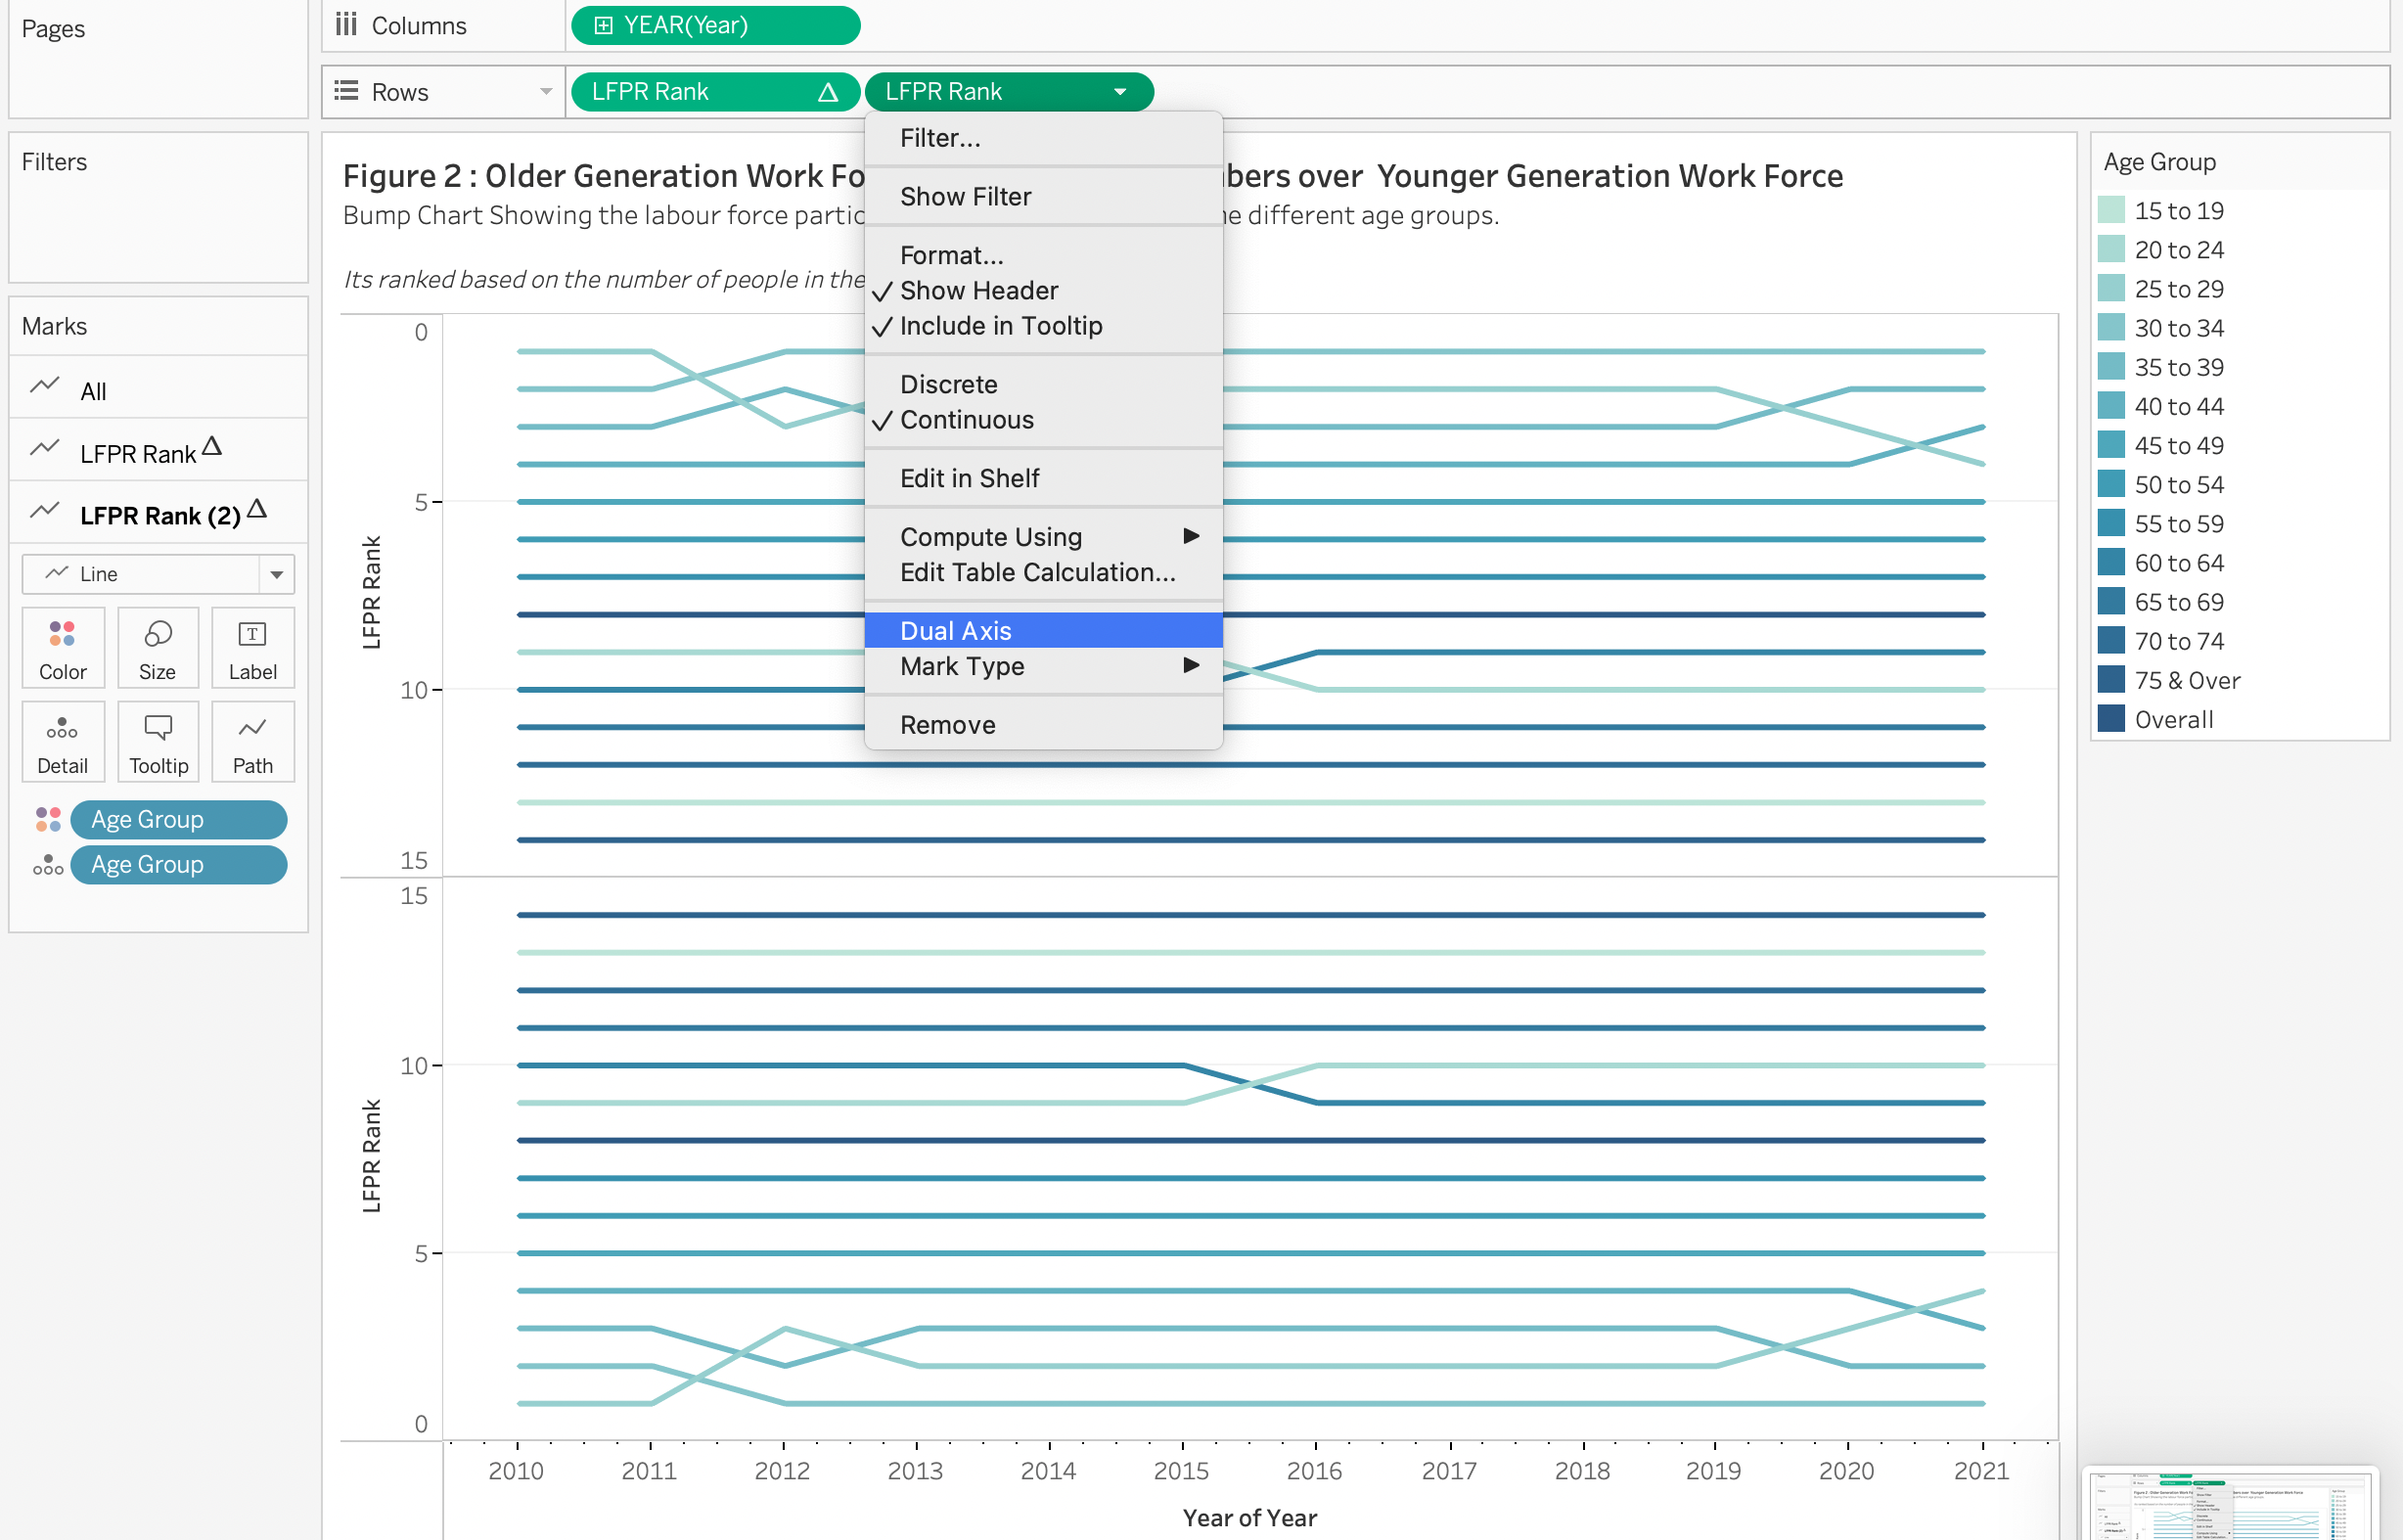 Pages
Columns
YEAR(Year)
Rows
LFPR Rank
LFPR Rank
Filters
Marks
All
LFPR Rank
LFPR Rank (2)
Line
Color
Size
Label
Detail
Tooltip
Path
Age Group
Age Group
Filter...
Show Filter
Format...
Show Header
Include in Tooltip
Discrete
Continuous
Edit in Shelf
Compute Using
Edit Table Calculation...
Dual Axis
Mark Type
Remove
Figure 2 : Older Generation Work Fo bers over Younger Generation Work Force
Bump Chart Showing the labour force partic e different age groups.
Its ranked based on the number of people in the
0
5
10
15
LFPR Rank
15
10
5
0
LFPR Rank
2010 2011 2012 2013 2014 2015 2016 2017 2018 2019 2020 2021
Year of Year
Age Group
15 to 19
20 to 24
25 to 29
30 to 34
35 to 39
40 to 44
45 to 49
50 to 54
55 to 59
60 to 64
65 to 69
70 to 74
75 & Over
Overall